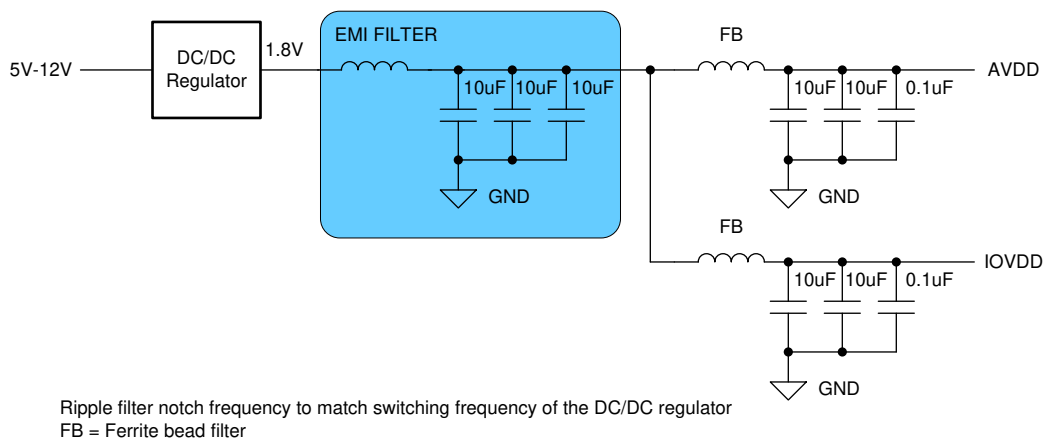 EMI FILTER
FB
5V-12V
DC/DC
Regulator
1.8V
10uF
10uF
10uF
10uF
10uF
0.1uF
AVDD
GND
GND
FB
10uF
10uF
0.1uF
IOVDD
GND
Ripple filter notch frequency to match switching frequency of the DC/DC regulator
FB = Ferrite bead filter